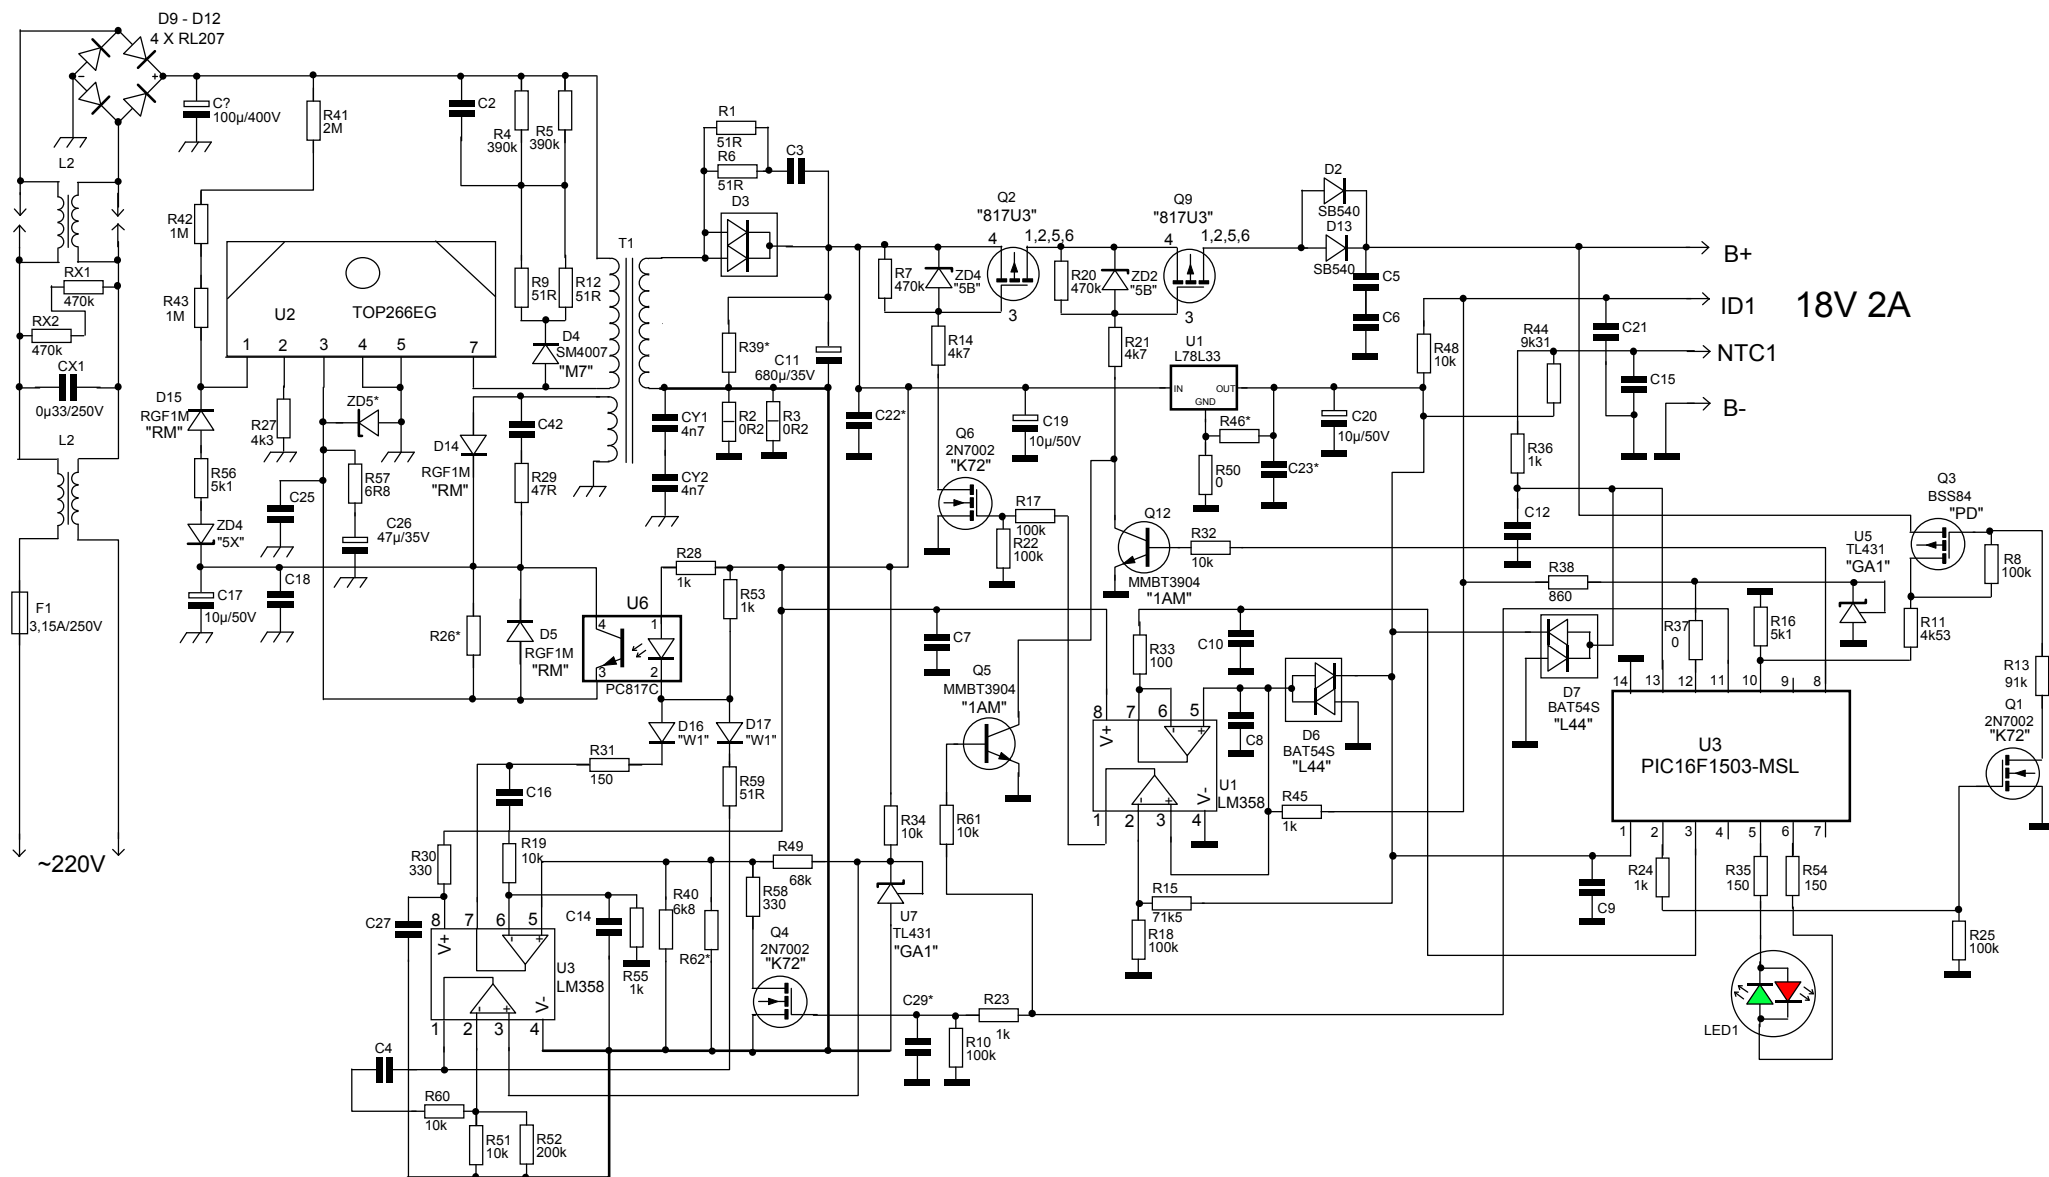 D9 - D12
4 X RL207
C?
100µ/400V
R41
2M
C2
R4
390k
R5
390k
R1
51R
R6
51R
C3
D3
L2
R42
1M
R43
1M
RX1
470k
RX2
470k
CX1
0µ33/250V
L2
F1
3,15A/250V
~220V
U2
TOP266EG
1
2
3
4
5
7
R9
51R
R12
51R
D4
SM4007
"M7"
T1
D15
RGF1M
"RM"
R27
4k3
ZD5*
R56
5k1
ZD4
"5X"
C25
R57
6R8
C26
47µ/35V
C17
10µ/50V
C18
D14
RGF1M
"RM"
C42
R29
47R
R26*
D5
RGF1M
"RM"
R39*
C11
680µ/35V
CY1
4n7
CY2
4n7
R2
0R2
R3
0R2
R28
1k
R53
1k
U6
4
1
3
2
PC817C
D16
"W1"
D17
"W1"
R31
150
R59
51R
C16
R30
330
R19
10k
C27
8
7
6
5
V+
-
+
U3
LM358
-
+
V-
1
2
3
4
C14
R55
1k
R40
6k8
R62*
R49
68k
R58
330
Q4
2N7002
"K72"
C4
R60
10k
R51
10k
R52
200k
R34
10k
U7
TL431
"GA1"
C29*
R10
100k
R23
1k
R61
10k
Q5
MMBT3904
"1AM"
C7
Q2
"817U3"
4
1,2,5,6
3
R7
470k
ZD4
"5B"
R14
4k7
Q9
"817U3"
4
1,2,5,6
3
R20
470k
ZD2
"5B"
R21
4k7
D2
SB540
D13
SB540
C5
C6
C22*
C19
10µ/50V
U1
L78L33
IN
OUT
GND
R46*
R50
0
C23*
C20
10µ/50V
R48
10k
Q6
2N7002
"K72"
R17
100k
R22
100k
Q12
MMBT3904
"1AM"
R32
10k
R33
100
C10
8
7
6
5
V+
-
+
U1
LM358
-
+
V-
1
2
3
4
C8
D6
BAT54S
"L44"
R45
1k
R15
71k5
R18
100k
B+
ID1
18V 2A
NTC1
B-
R44
9k31
C21
C15
R36
1k
C12
R38
860
R37
0
R16
5k1
U5
TL431
"GA1"
Q3
BSS84
"PD"
R8
100k
R11
4k53
R13
91k
Q1
2N7002
"K72"
D7
BAT54S
"L44"
14
13
12
11
10
9
8
U3
PIC16F1503-MSL
1
2
3
4
5
6
7
C9
R24
1k
R35
150
R54
150
R25
100k
LED1